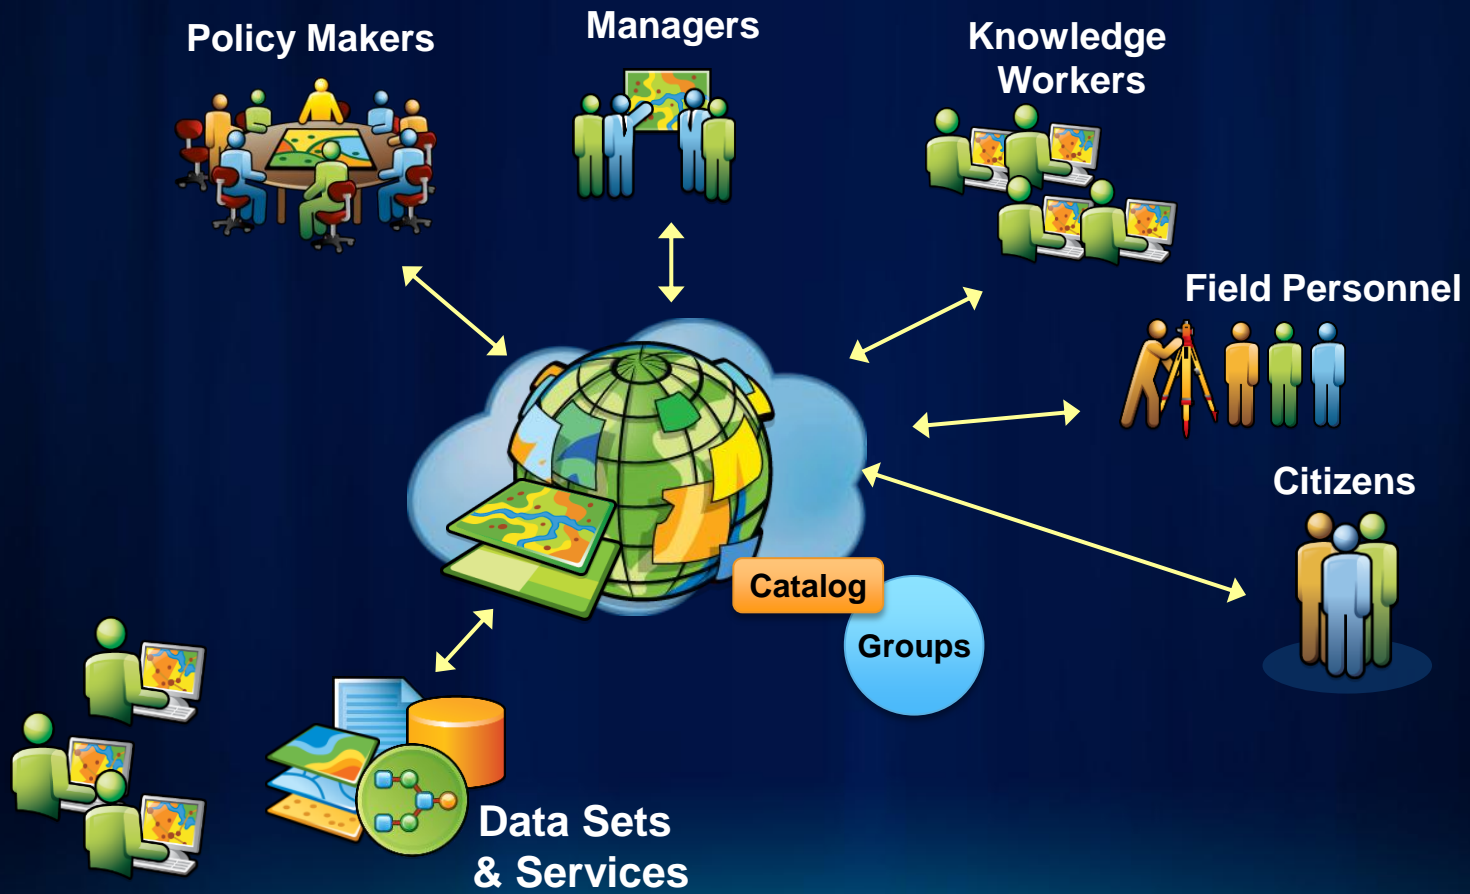 Policy Makers
Managers
Knowledge
Workers
Field Personnel
Citizens
Catalog
Groups
Data Sets
& Services